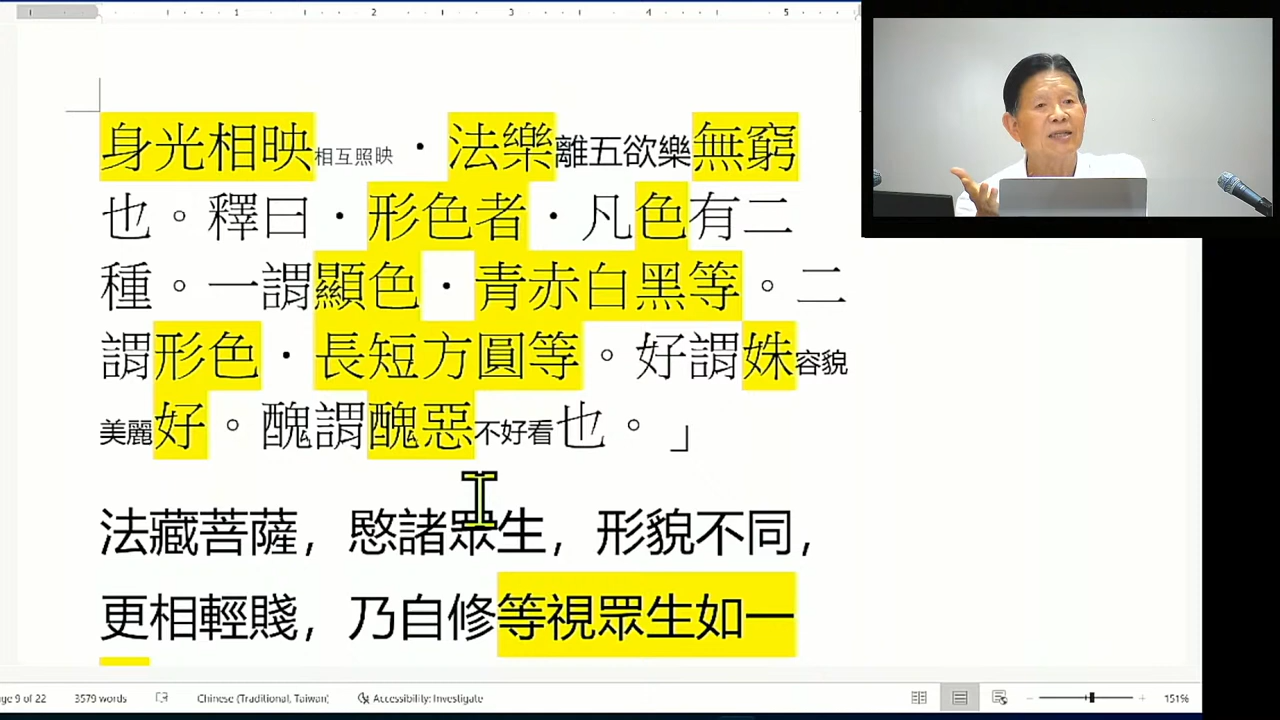 1 2 3 4 5
身光相映相互照映・法樂離五欲樂無窮
也。釋曰・形色者・凡色有二
種。一謂顯色・青赤白黑等。二
謂形色・長短方圓等。好謂姝容貌
美麗好。醜謂醜惡不好看也。」
法藏菩薩，愍諸眾生，形貌不同，
更相輕賤，乃自修等視眾生如一
ge 9 of 22 3579 words Chinese (Traditional, Taiwan) Accessibility: Investigate 151%